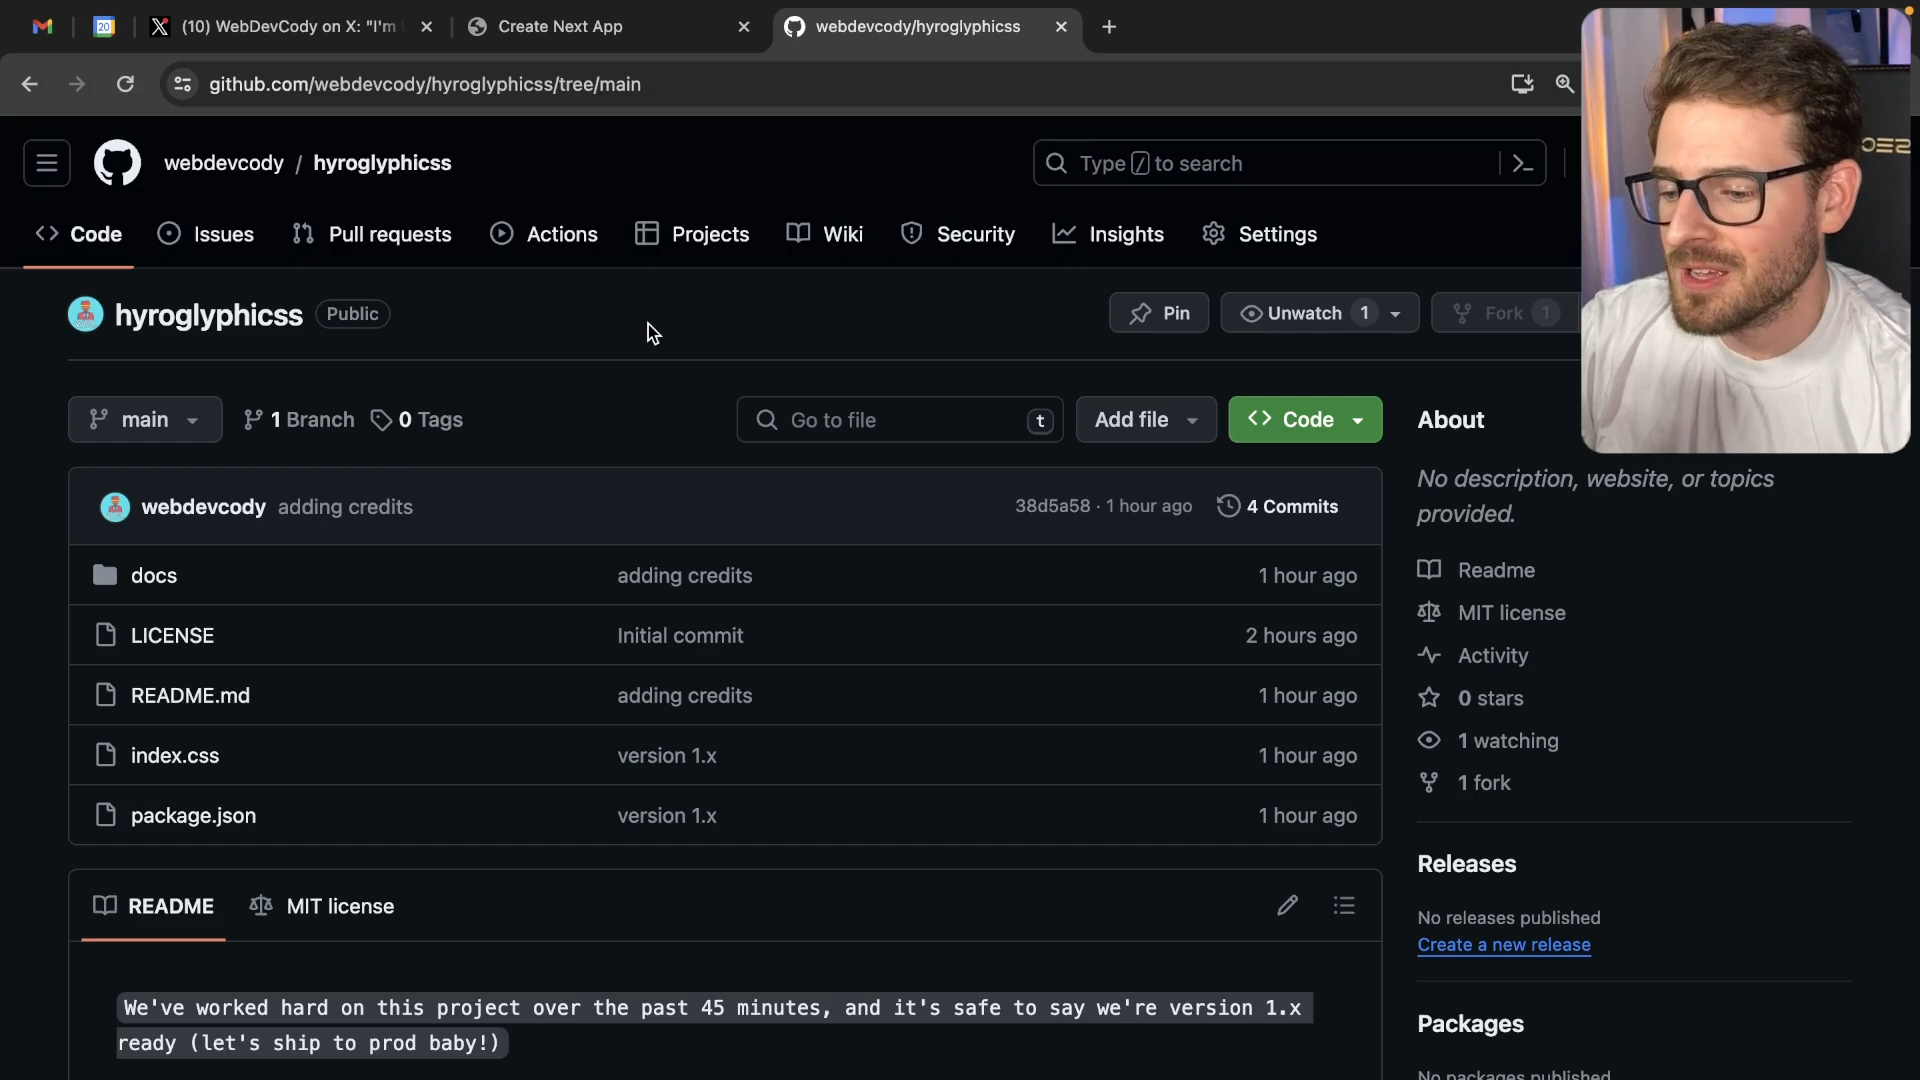 20
(10) WebDevCody on X: "I'm
Create Next App
webdevcody/hyroglyphicss
github.com/webdevcody/hyroglyphicss/tree/main
webdevcody / hyroglyphicss
Type / to search
Code
Issues
Pull requests
Actions
Projects
Wiki
Security
Insights
Settings
hyroglyphicss
Public
Pin
Unwatch 1
Fork 1
main
1 Branch
0 Tags
Go to file
t
Add file
Code
webdevcody adding credits
38d5a58 · 1 hour ago
4 Commits
docs
adding credits
1 hour ago
LICENSE
Initial commit
2 hours ago
README.md
adding credits
1 hour ago
index.css
version 1.x
1 hour ago
package.json
version 1.x
1 hour ago
README
MIT license
We've worked hard on this project over the past 45 minutes, and it's safe to say we're version 1.x
ready (let's ship to prod baby!)
About
No description, website, or topics
provided.
Readme
MIT license
Activity
0 stars
1 watching
1 fork
Releases
No releases published
Create a new release
Packages
No packages published